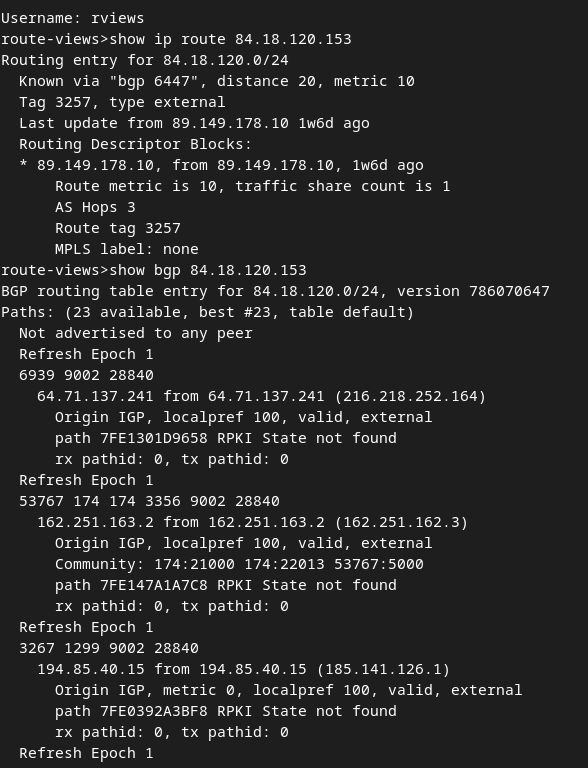 Username: rviews
route-views>show ip route 84.18.120.153
Routing entry for 84.18.120.0/24
  Known via "bgp 6447", distance 20, metric 10
  Tag 3257, type external
  Last update from 89.149.178.10 1w6d ago
  Routing Descriptor Blocks:
  * 89.149.178.10, from 89.149.178.10, 1w6d ago
      Route metric is 10, traffic share count is 1
      AS Hops 3
      Route tag 3257
      MPLS label: none
route-views>show bgp 84.18.120.153
BGP routing table entry for 84.18.120.0/24, version 786070647
Paths: (23 available, best #23, table default)
  Not advertised to any peer
  Refresh Epoch 1
  6939 9002 28840
    64.71.137.241 from 64.71.137.241 (216.218.252.164)
      Origin IGP, localpref 100, valid, external
      path 7FE1301D9658 RPKI State not found
      rx pathid: 0, tx pathid: 0
  Refresh Epoch 1
  53767 174 174 3356 9002 28840
    162.251.163.2 from 162.251.163.2 (162.251.162.3)
      Origin IGP, localpref 100, valid, external
      Community: 174:21000 174:22013 53767:5000
      path 7FE147A1A7C8 RPKI State not found
      rx pathid: 0, tx pathid: 0
  Refresh Epoch 1
  3267 1299 9002 28840
    194.85.40.15 from 194.85.40.15 (185.141.126.1)
      Origin IGP, metric 0, localpref 100, valid, external
      path 7FE0392A3BF8 RPKI State not found
      rx pathid: 0, tx pathid: 0
  Refresh Epoch 1